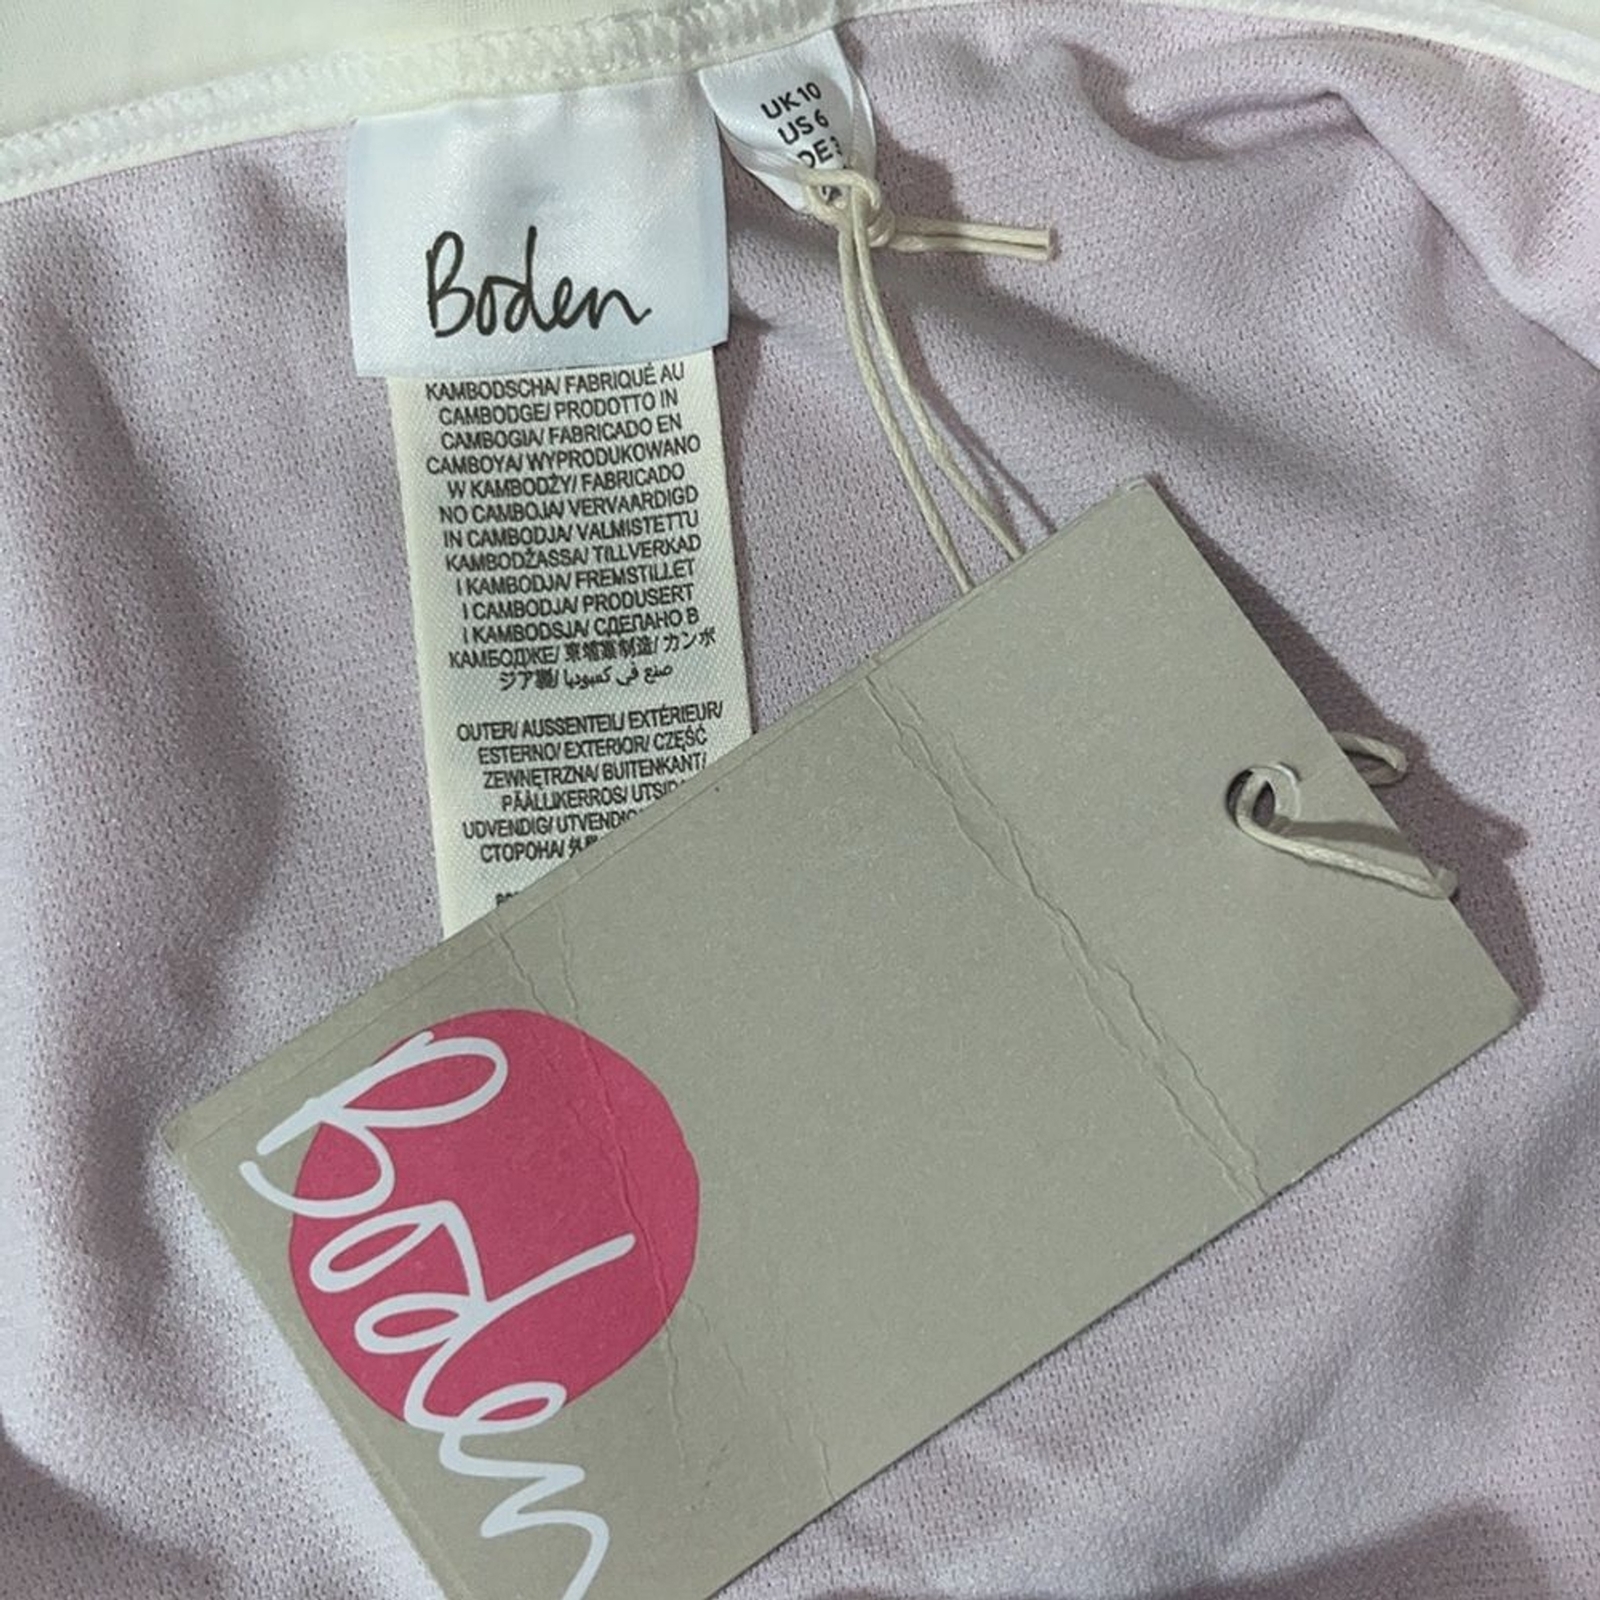 UK 10
US 6
DE
Boden
KAMBODSCHA/ FABRIQUÉ AU
CAMBODGE/ PRODOTTO IN
CAMBOGIA/ FABRICADO EN
CAMBOYA/ WYPRODUKOWANO
W KAMBODŻY/ FABRICADO
NO CAMBOJA/ VERVAARDIGD
IN CAMBODJA/ VALMISTETTU
KAMBODŽASSA/ TILLVERKAD
I KAMBODJA/ FREMSTILLET
I CAMBODJA/ PRODUSERT
I KAMBODSJA/ СДЕЛАНО В
КАМБОДЖЕ/ 柬埔寨制造/ カンボ
ジア製/ صنع في كمبوديا
OUTER/ AUSSENTEIL/ EXTÉRIEUR/
ESTERNO/ EXTERIOR/ CZĘŚĆ
ZEWNĘTRZNA/ BUITENKANT/
PÄÄLLIKERROS/
UDVENDIG/
СТОРОНА/
Boden